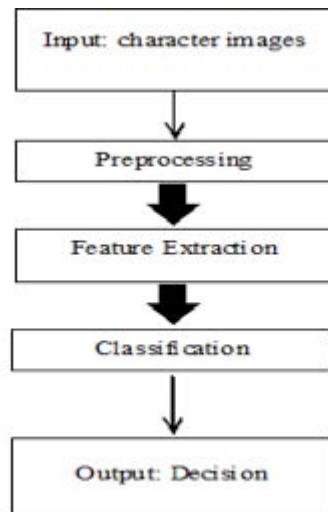 Input: character images
Preprocessing
Feature Extraction
Classification
Output: Decision